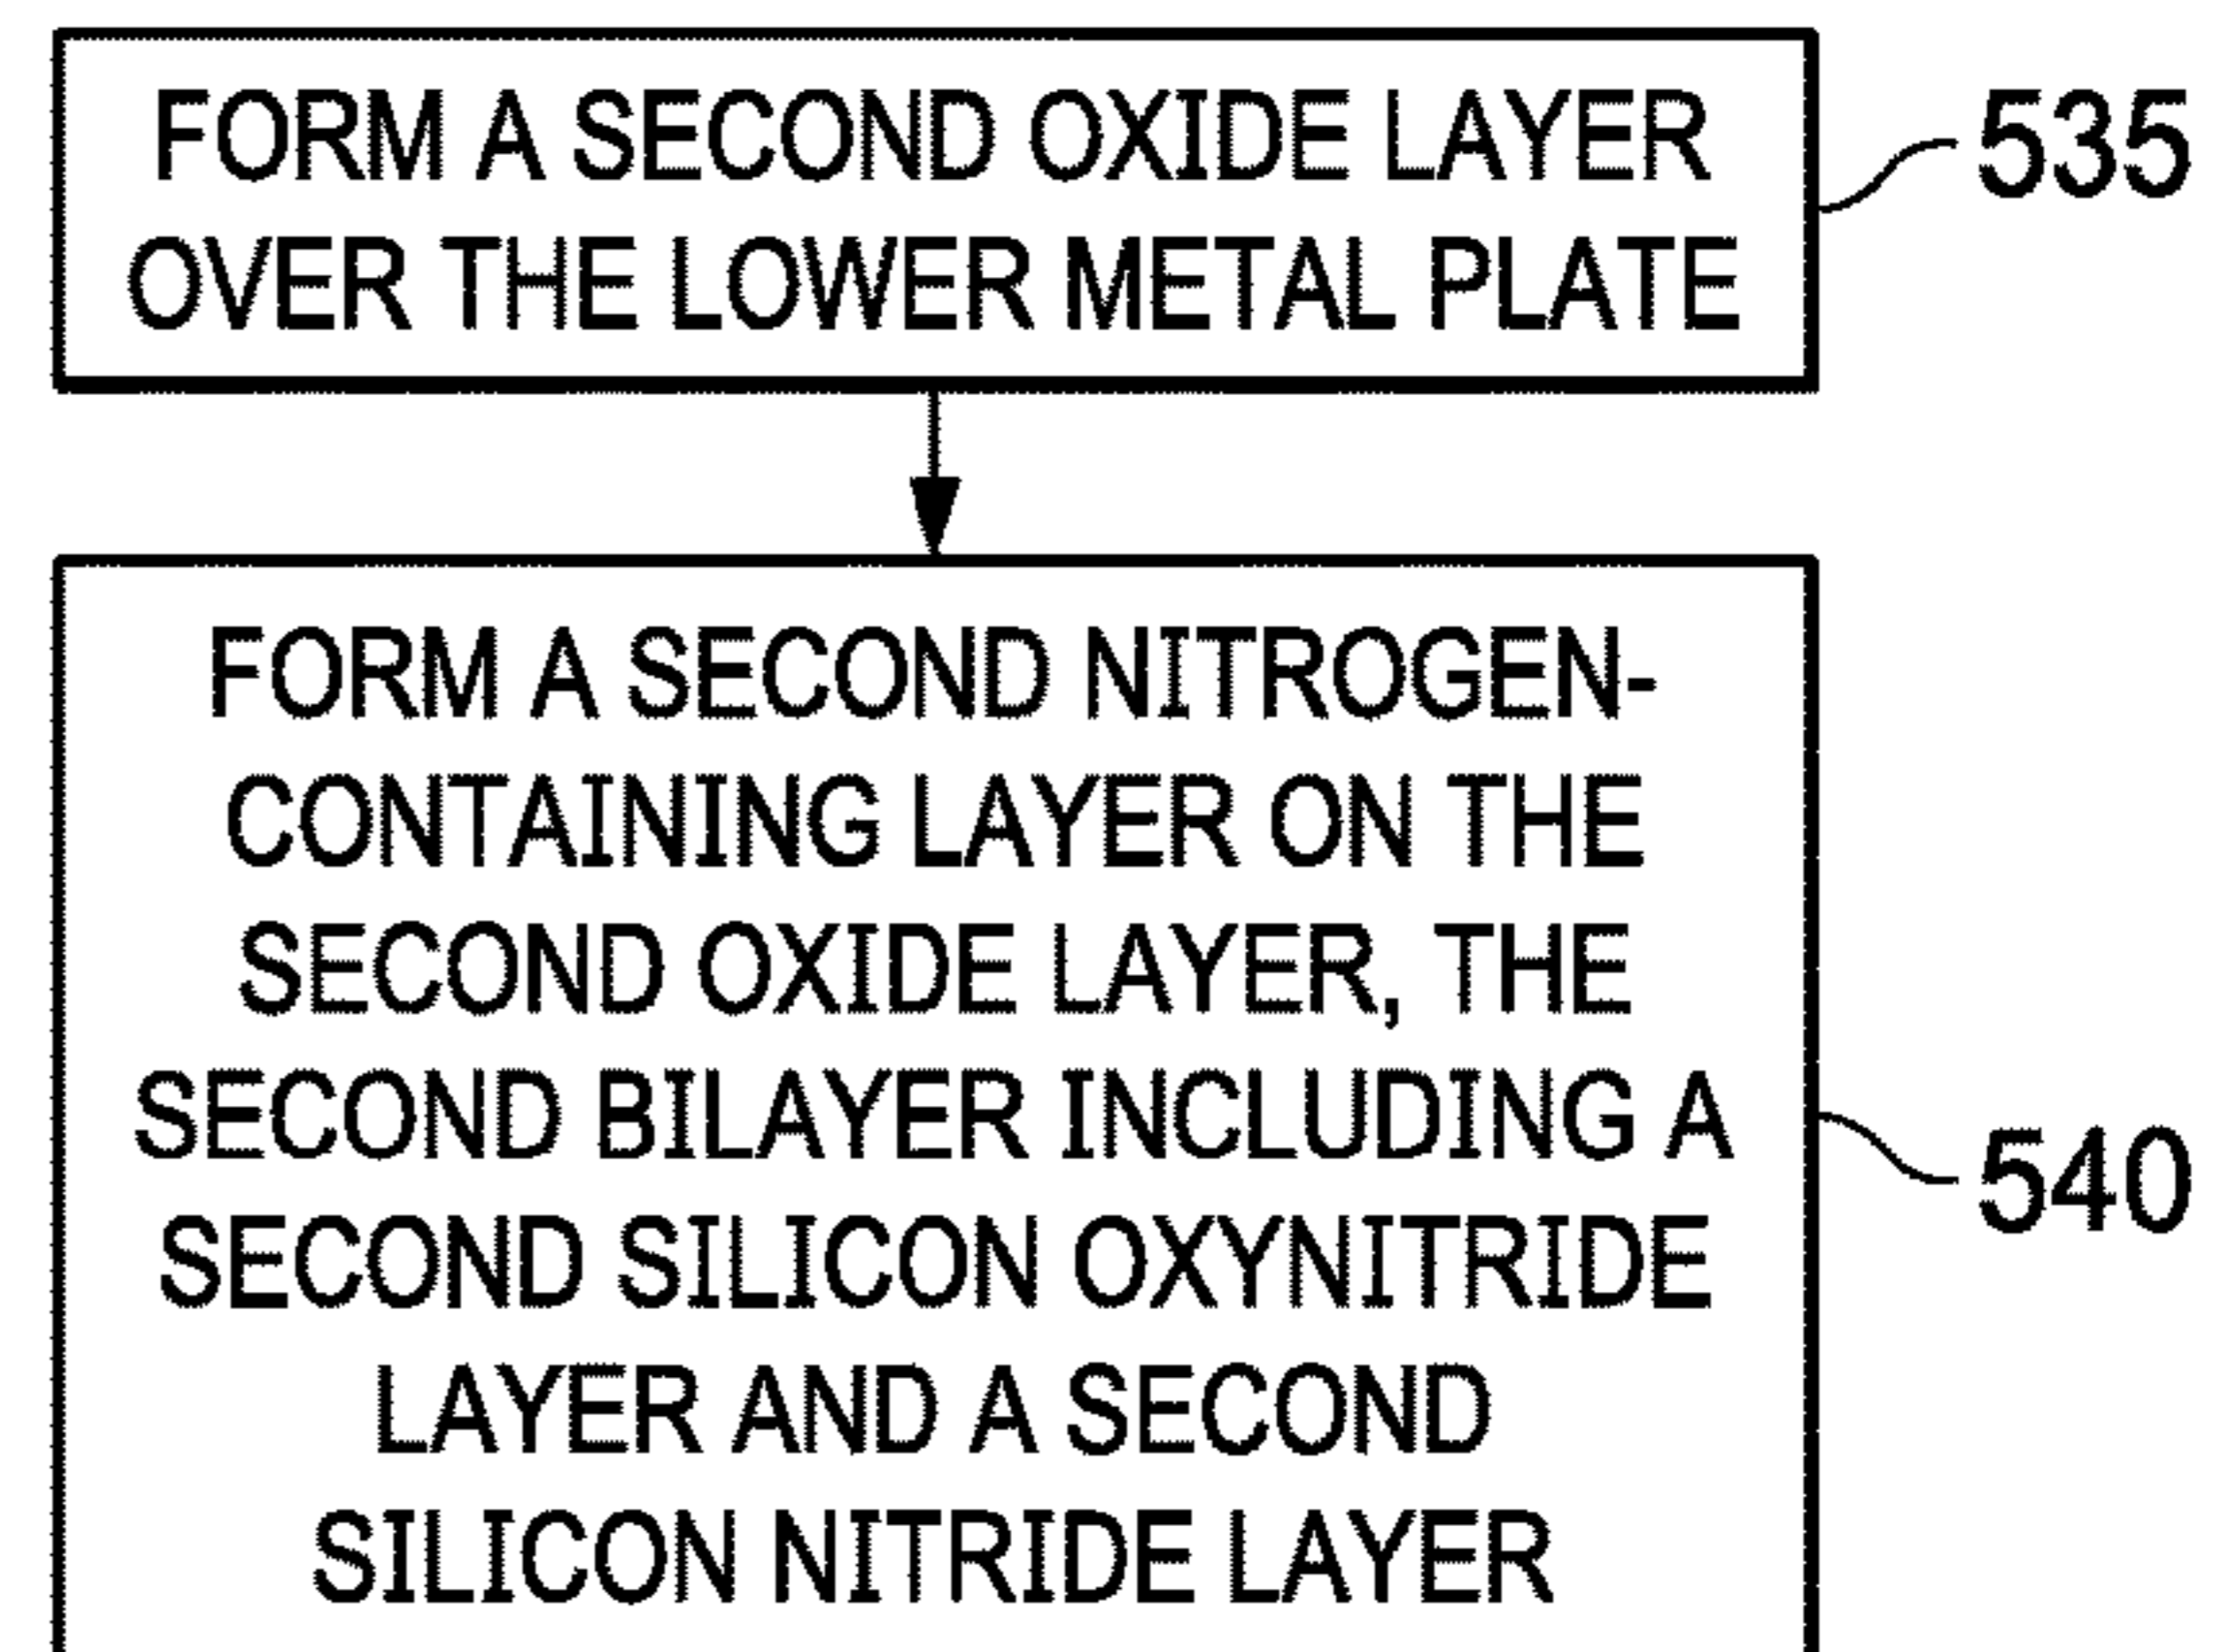 FORM A SECOND OXIDE LAYER
OVER THE LOWER METAL PLATE
535
FORM A SECOND NITROGEN-
CONTAINING LAYER ON THE
SECOND OXIDE LAYER, THE
SECOND BILAYER INCLUDING A
SECOND SILICON OXYNITRIDE
LAYER AND A SECOND
SILICON NITRIDE LAYER
540